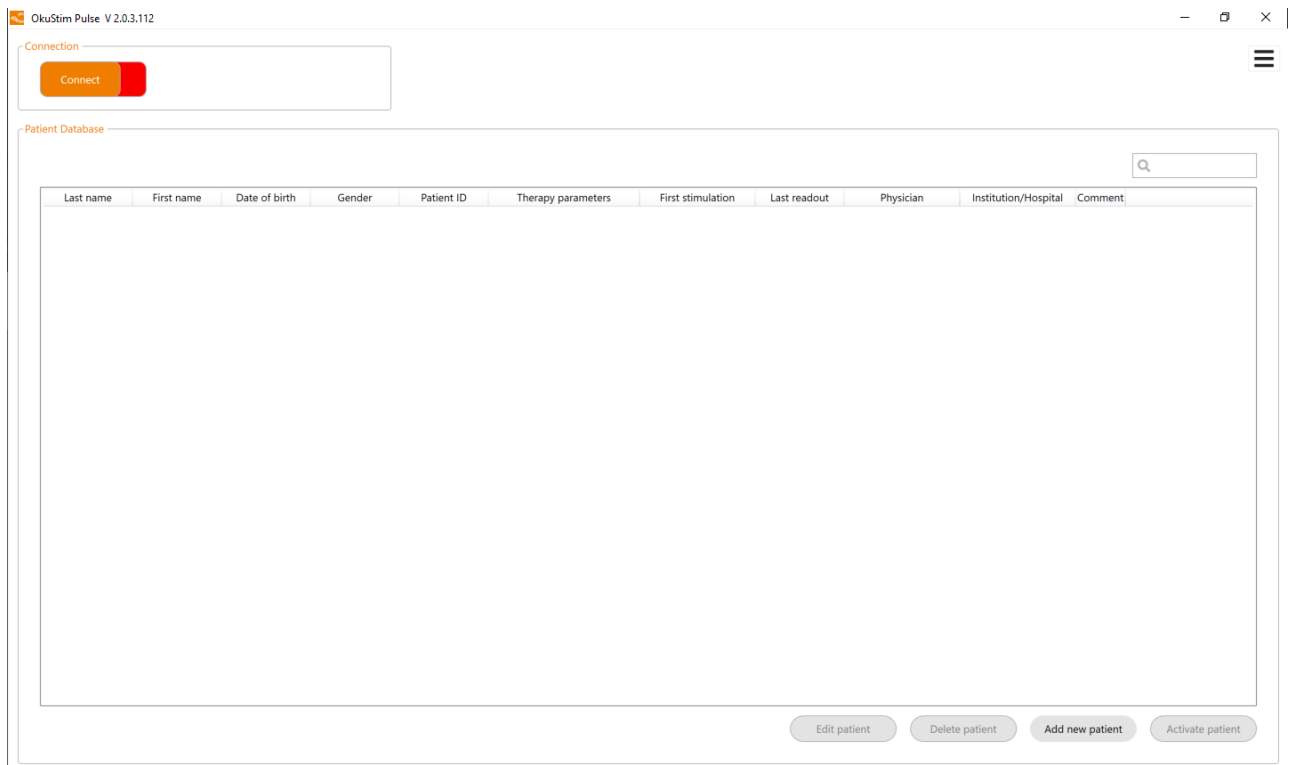 OkuStim Pulse V 2.0.3.112
Connection
Connect
Patient Database
Last name First name Date of birth Gender Patient ID Therapy parameters First stimulation Last readout Physician Institution/Hospital Comment
Edit patient Delete patient Add new patient Activate patient